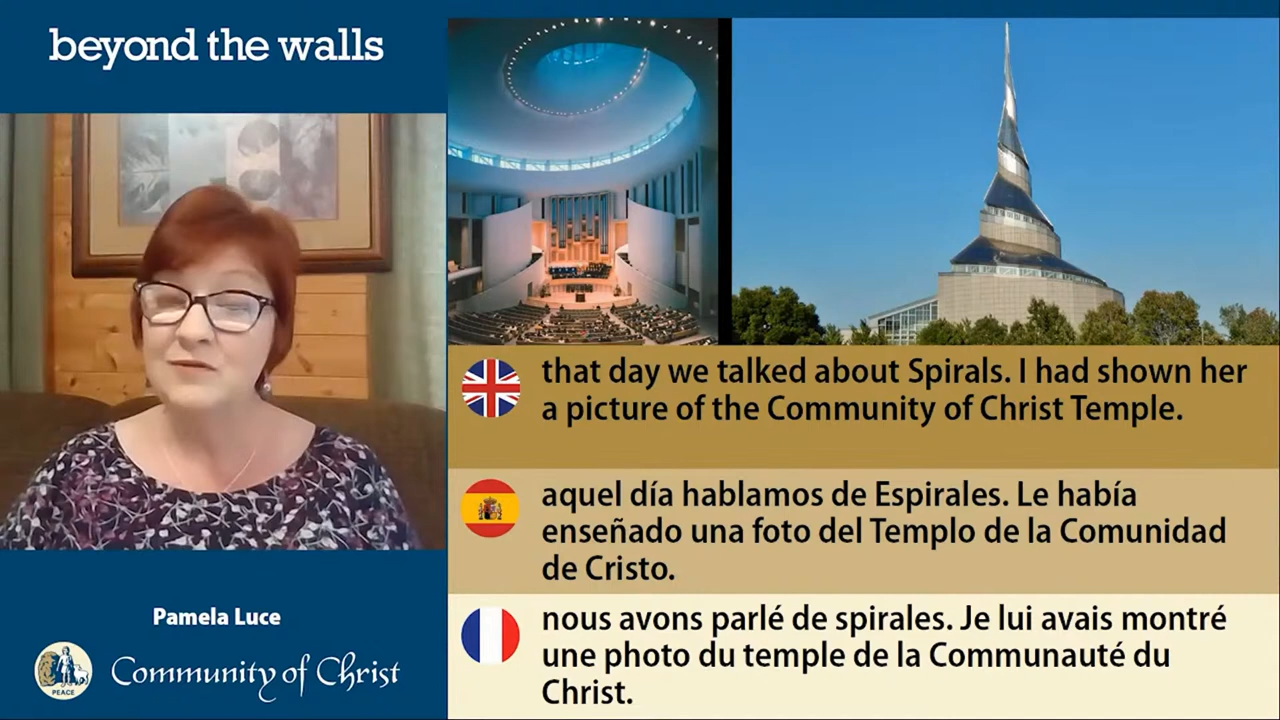 beyond the walls
that day we talked about Spirals. I had shown her
a picture of the Community of Christ Temple.
aquel día hablamos de Espirales. Le había
enseñado una foto del Templo de la Comunidad
de Cristo.
nous avons parlé de spirales. Je lui avais montré
une photo du temple de la Communauté du
Christ.
Pamela Luce
PEACE
Community of Christ